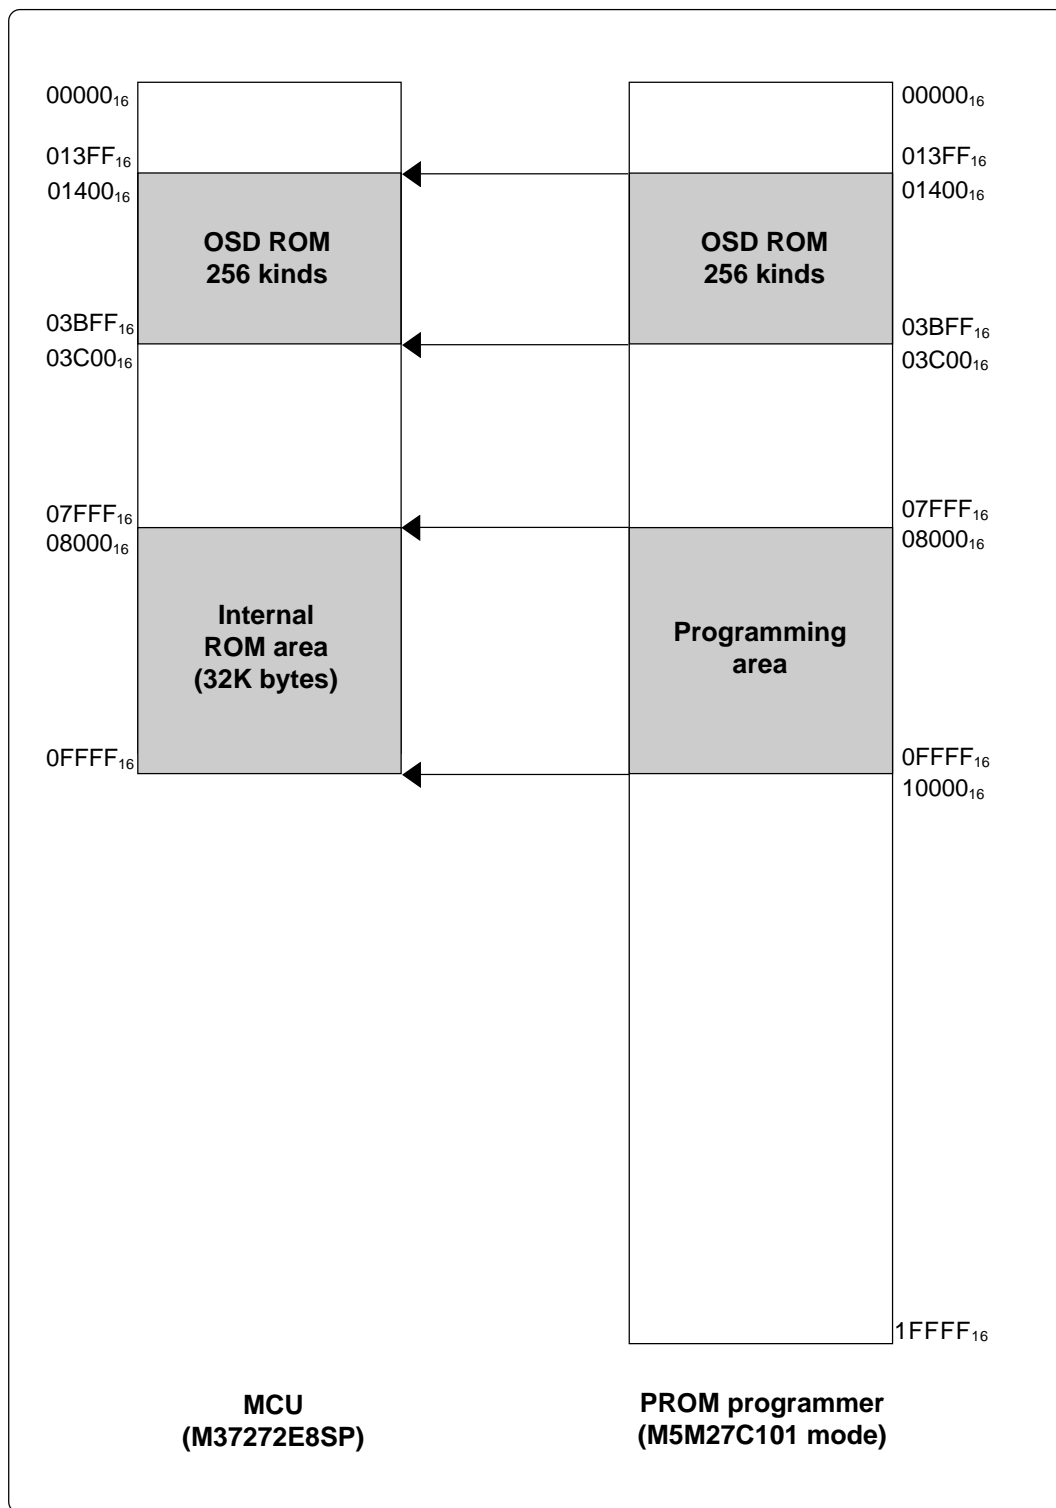 00000₁₆
013FF₁₆
01400₁₆
OSD ROM
256 kinds
03BFF₁₆
03C00₁₆
07FFF₁₆
08000₁₆
Internal
ROM area
(32K bytes)
0FFFF₁₆
MCU
(M37272E8SP)
00000₁₆
013FF₁₆
01400₁₆
OSD ROM
256 kinds
03BFF₁₆
03C00₁₆
07FFF₁₆
08000₁₆
Programming
area
0FFFF₁₆
10000₁₆
1FFFF₁₆
PROM programmer
(M5M27C101 mode)